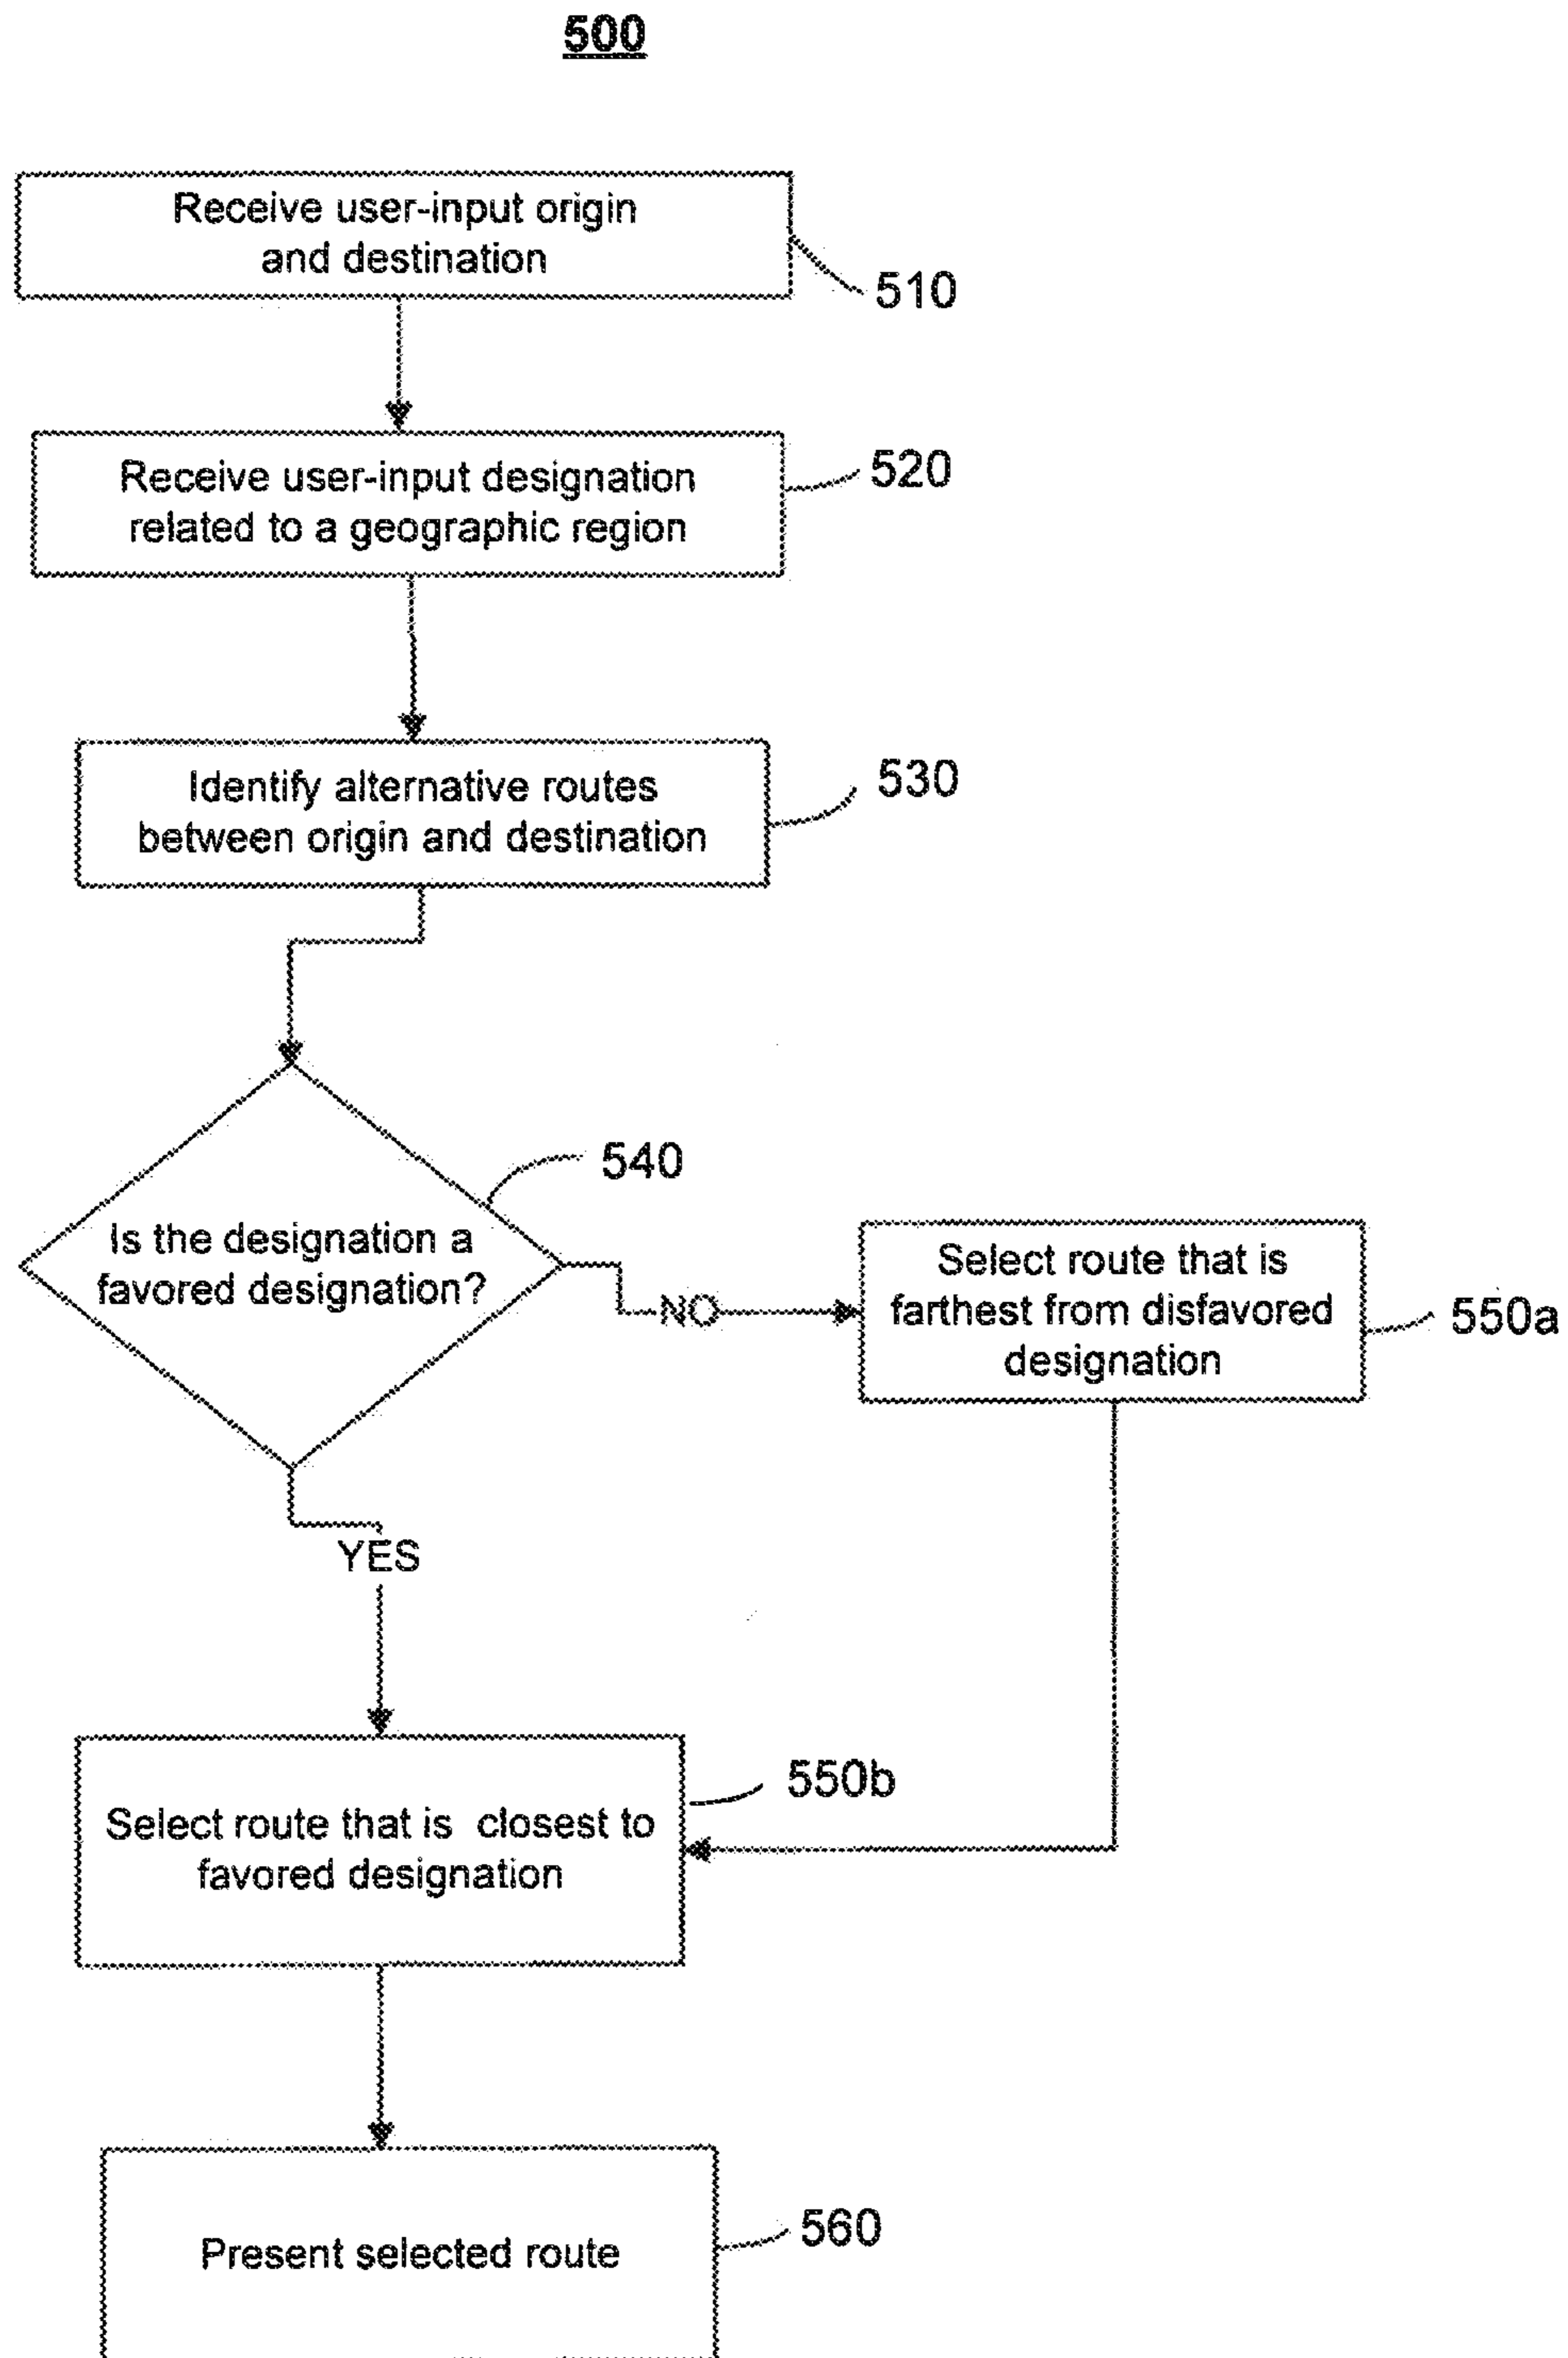 500
Receive user-input origin
and destination
510
Receive user-input designation
related to a geographic region
520
Identify alternative routes
between origin and destination
530
540
Is the designation a
favored designation?
NO
Select route that is
farthest from disfavored
designation
550a
YES
550b
Select route that is closest to
favored designation
Present selected route
560